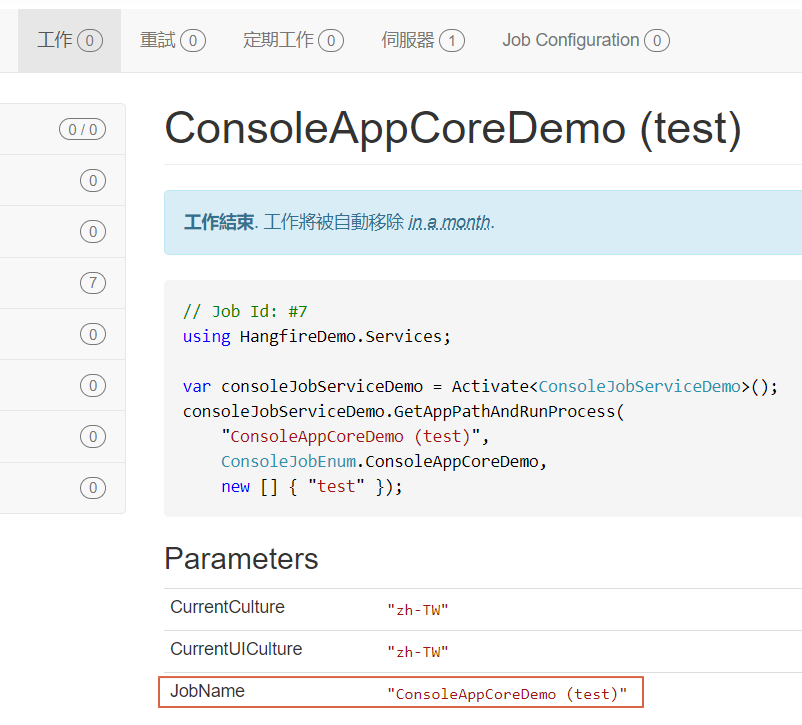 工作 0 重試 0 定期工作 0 伺服器 1 Job Configuration 0
0 / 0
0
0
7
0
0
0
0
ConsoleAppCoreDemo (test)
工作結束. 工作將被自動移除 in a month.
// Job Id: #7
using HangfireDemo.Services;
var consoleJobServiceDemo = Activate<ConsoleJobServiceDemo>();
consoleJobServiceDemo.GetAppPathAndRunProcess(
"ConsoleAppCoreDemo (test)",
ConsoleJobEnum.ConsoleAppCoreDemo,
new [] { "test" });
Parameters
CurrentCulture "zh-TW"
CurrentUICulture "zh-TW"
JobName "ConsoleAppCoreDemo (test)"